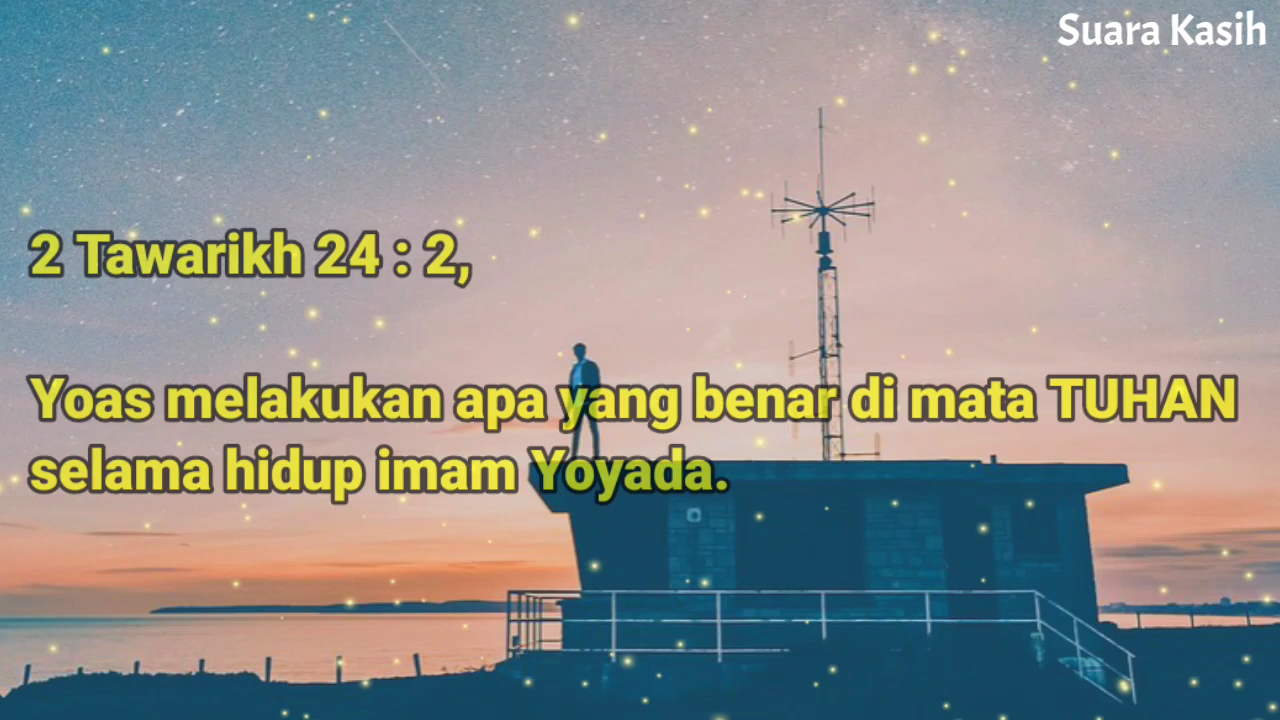 Suara Kasih
2 Tawarikh 24 : 2,
Yoas melakukan apa yang benar di mata TUHAN
selama hidup imam Yoyada.